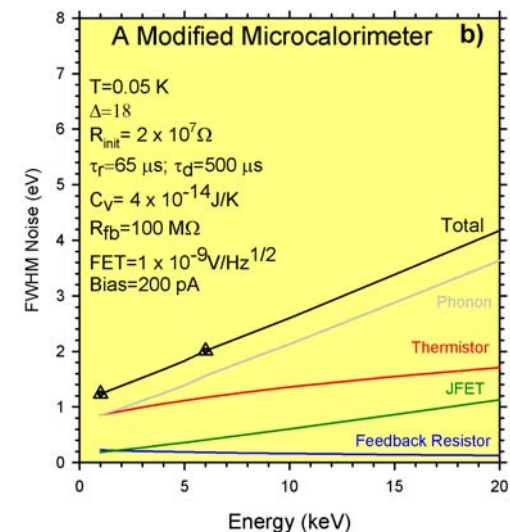 A Modified Microcalorimeter b)
T=0.05 K
Δ=18
R_init= 2 x 10^7Ω
τ_r=65 μs; τ_d=500 μs
C_v= 4 x 10^-14J/K
R_fb=100 MΩ
FET=1 x 10^-9V/Hz^1/2
Bias=200 pA
Total
Phonon
Thermistor
JFET
Feedback Resistor
FWHM Noise (eV)
8
7
6
5
4
3
2
1
0
0 5 10 15 20
Energy (keV)